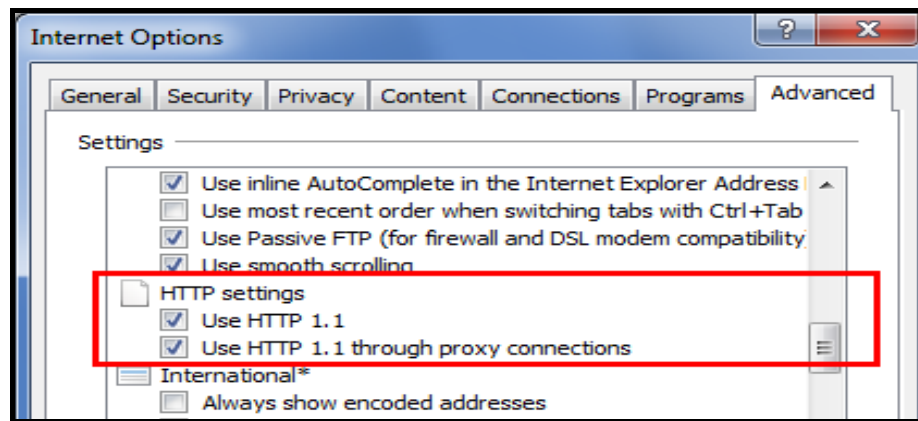 Internet Options
General Security Privacy Content Connections Programs Advanced
Settings
Use inline AutoComplete in the Internet Explorer Address
Use most recent order when switching tabs with Ctrl+Tab
Use Passive FTP (for firewall and DSL modem compatibility
Use smooth scrolling
HTTP settings
Use HTTP 1.1
Use HTTP 1.1 through proxy connections
International*
Always show encoded addresses